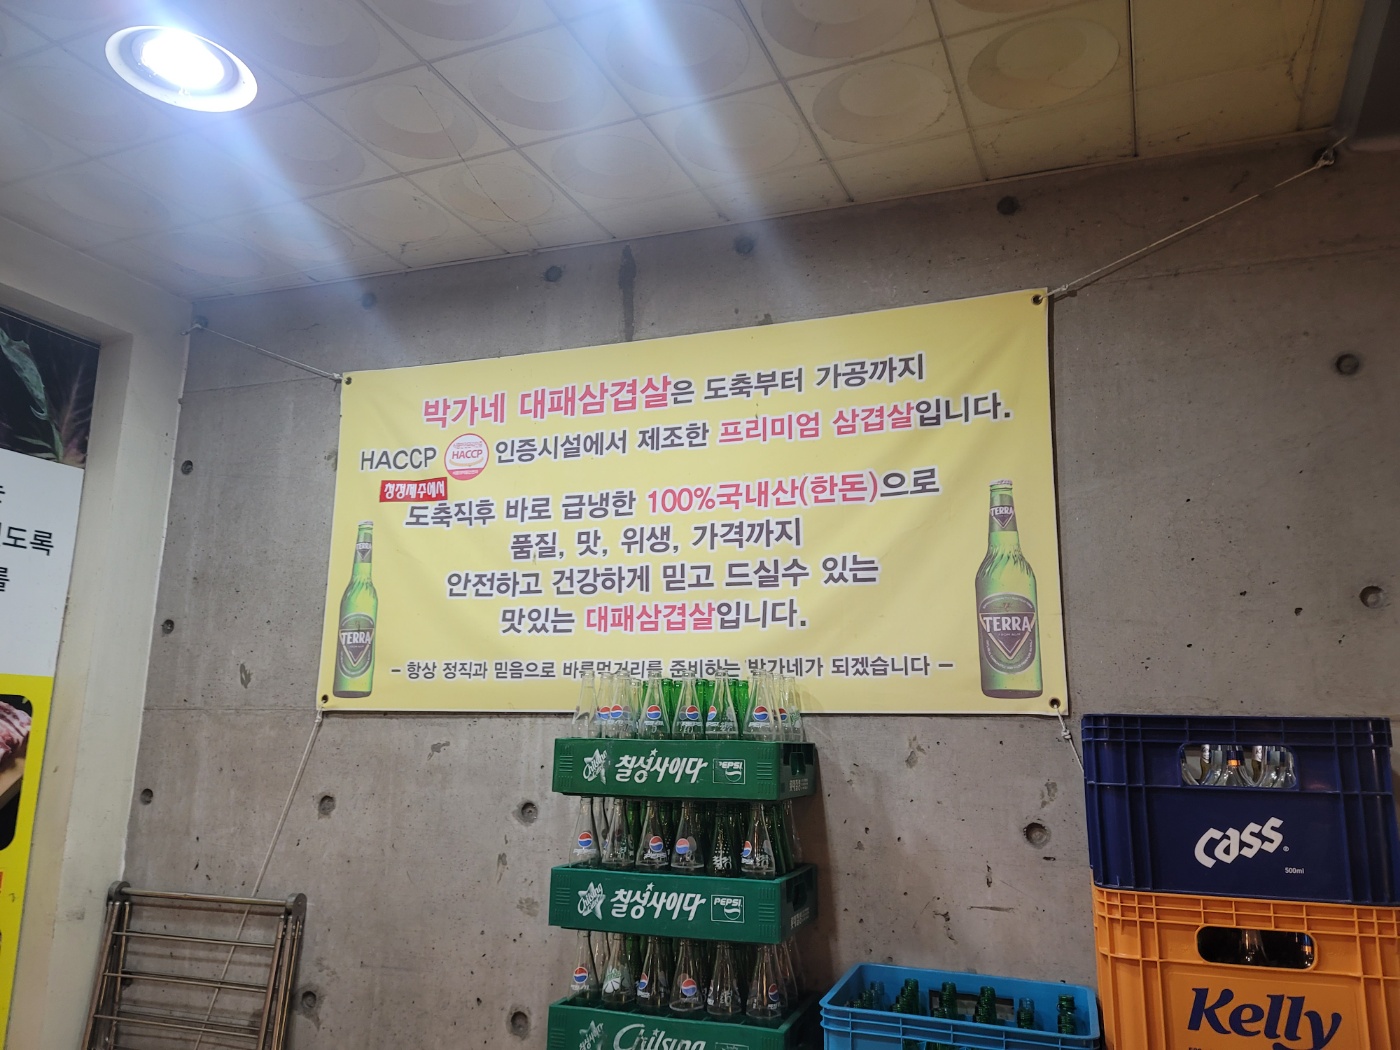 박가네 대패삼겹살은 도축부터 가공까지
HACCP HACCP 인증시설에서 제조한 프리미엄 삼겹살입니다.
청정제주에서
도축직후 바로 급냉한 100%국내산(한돈)으로
품질, 맛, 위생, 가격까지
안전하고 건강하게 믿고 드실수 있는
맛있는 대패삼겹살입니다.
- 항상 정직과 믿음으로 바른먹거리를 준비하는 박가네가 되겠습니다 -
TERRA
TERRA
TERRA
TERRA
도록
를
칠성사이다 PEPSI
칠성사이다 PEPSI
Chilsung
cass
500ml
Kelly